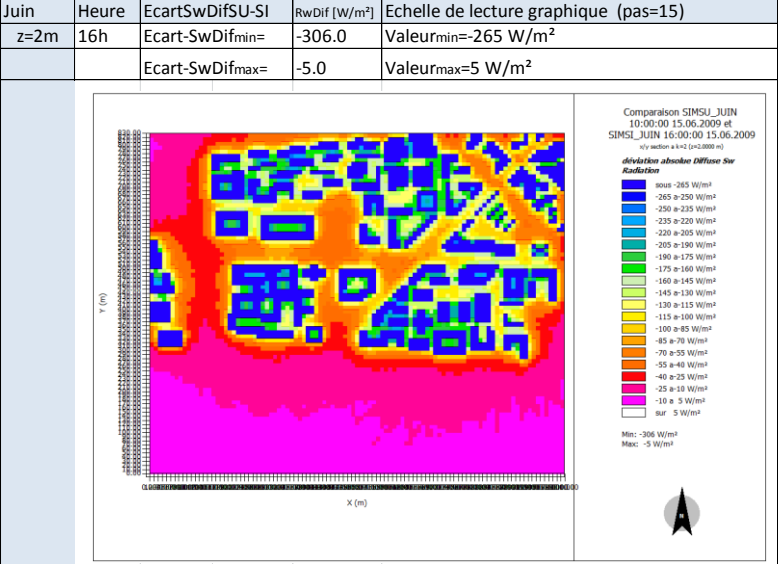 Juin Heure EcartSwDifSU-SI RwDif [W/m²] Echelle de lecture graphique (pas=15)
z=2m 16h Ecart-SwDifmin= -306.0 Valeurmin=-265 W/m²
Ecart-SwDifmax= -5.0 Valeurmax=5 W/m²
Comparaison SIMSU_JUIN
10:00:00 15.06.2009 et
SIMSI_JUIN 16:00:00 15.06.2009
x/y section a k=2 (z=2.0000 m)
déviation absolue Diffuse Sw
Radiation
sous -265 W/m²
-265 a-250 W/m²
-250 a-235 W/m²
-235 a-220 W/m²
-220 a-205 W/m²
-205 a-190 W/m²
-190 a-175 W/m²
-175 a-160 W/m²
-160 a-145 W/m²
-145 a-130 W/m²
-130 a-115 W/m²
-115 a-100 W/m²
-100 a-85 W/m²
-85 a-70 W/m²
-70 a-55 W/m²
-55 a-40 W/m²
-40 a-25 W/m²
-25 a-10 W/m²
-10 a 5 W/m²
sur 5 W/m²
Min: -306 W/m²
Max: -5 W/m²
Y (m)
X (m)
N